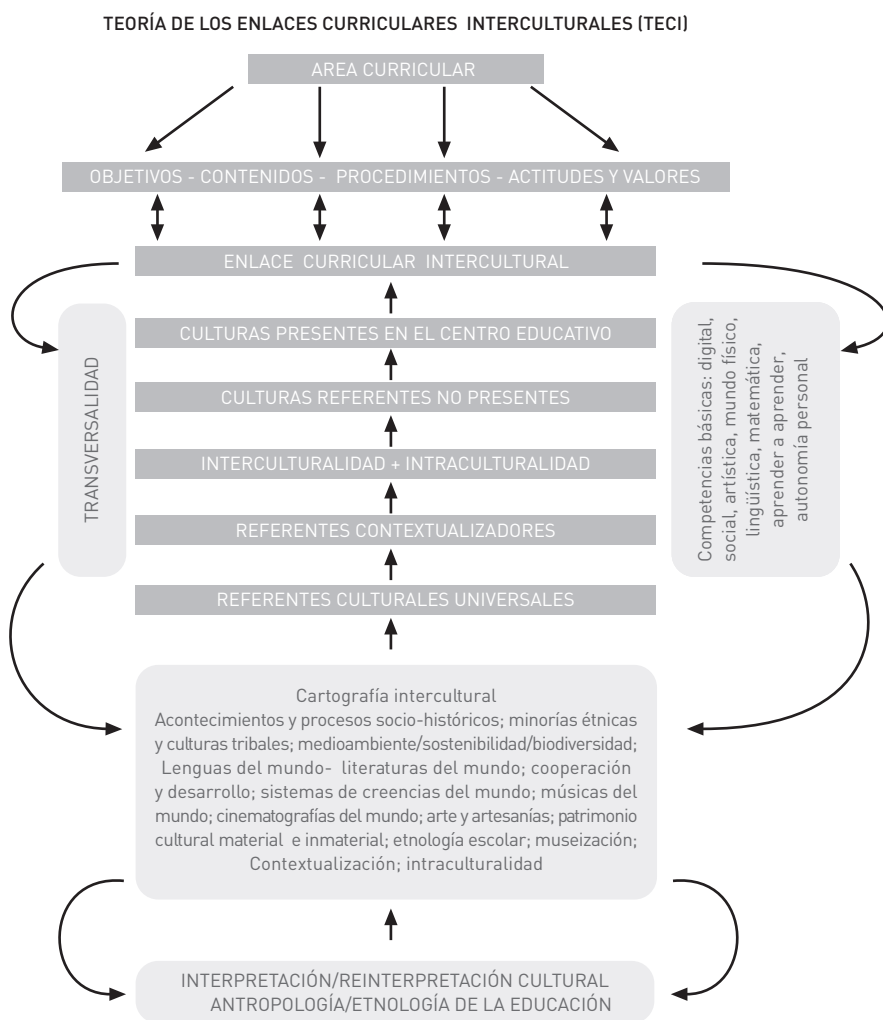 TEORÍA DE LOS ENLACES CURRICULARES INTERCULTURALES (TECI)
AREA CURRICULAR
OBJETIVOS - CONTENIDOS - PROCEDIMIENTOS - ACTITUDES Y VALORES
ENLACE CURRICULAR INTERCULTURAL
TRANSVERSALIDAD
CULTURAS PRESENTES EN EL CENTRO EDUCATIVO
CULTURAS REFERENTES NO PRESENTES
INTERCULTURALIDAD + INTRACULTURALIDAD
REFERENTES CONTEXTUALIZADORES
REFERENTES CULTURALES UNIVERSALES
Competencias básicas: digital,
social, artística, mundo físico,
lingüística, matemática,
aprender a aprender,
autonomía personal
Cartografía intercultural
Acontecimientos y procesos socio-históricos; minorías étnicas
y culturas tribales; medioambiente/sostenibilidad/biodiversidad;
Lenguas del mundo- literaturas del mundo; cooperación
y desarrollo; sistemas de creencias del mundo; músicas del
mundo; cinematografías del mundo; arte y artesanías; patrimonio
cultural material e inmaterial; etnología escolar; museización;
Contextualización; intraculturalidad
INTERPRETACIÓN/REINTERPRETACIÓN CULTURAL
ANTROPOLOGÍA/ETNOLOGÍA DE LA EDUCACIÓN